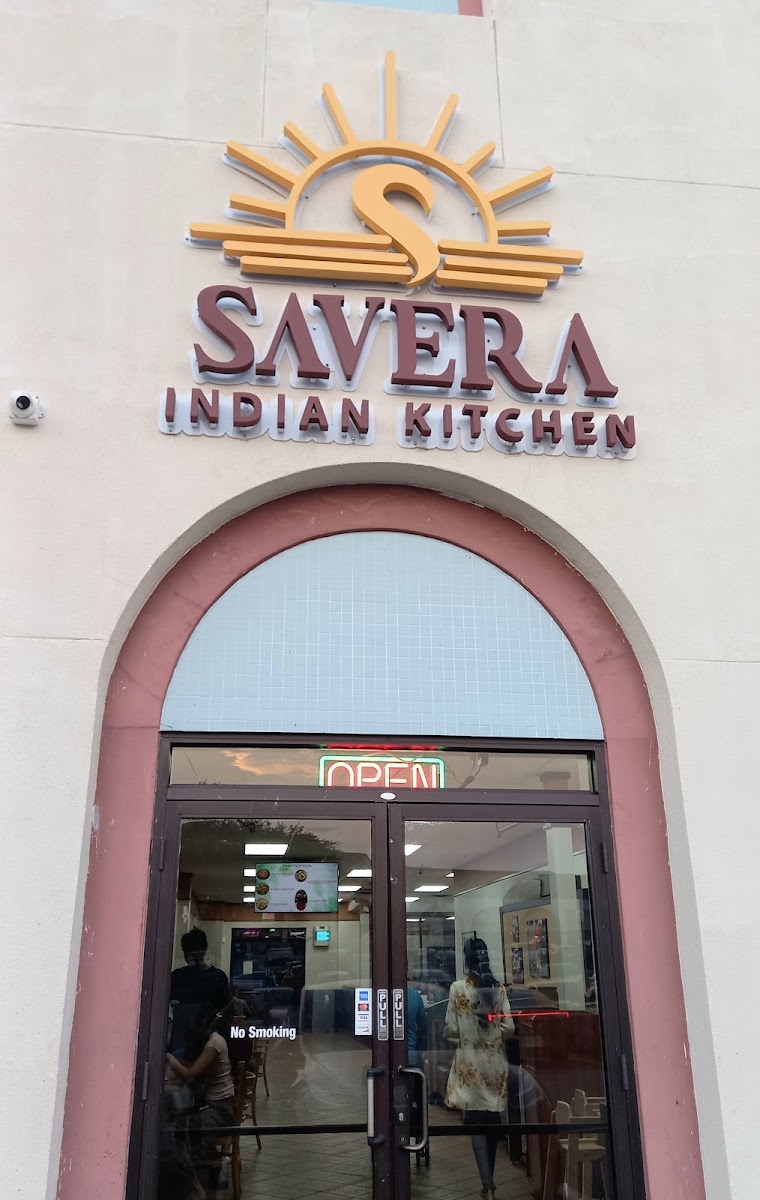 S
SAVERA
INDIAN KITCHEN
OPEN
PULL
PULL
No Smoking